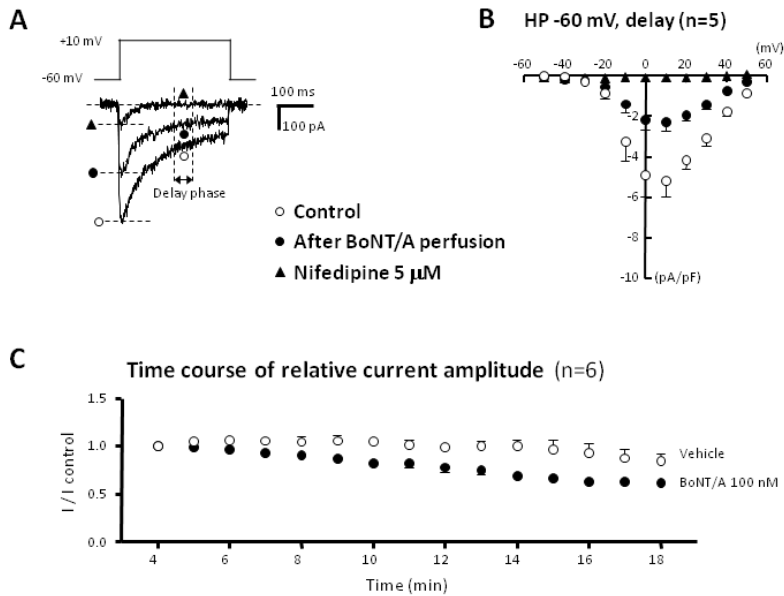 A
+10 mV
-60 mV
100 ms
100 pA
Delay phase
Control
After BoNT/A perfusion
Nifedipine 5 μM
B
HP -60 mV, delay (n=5)
(mV)
-60 -40 -20 0 20 40 60
0
-2
-4
-6
-8
-10
(pA/pF)
C
Time course of relative current amplitude (n=6)
I / I control
1.5
1.0
0.5
0.0
Vehicle
BoNT/A 100 nM
4 6 8 10 12 14 16 18
Time (min)